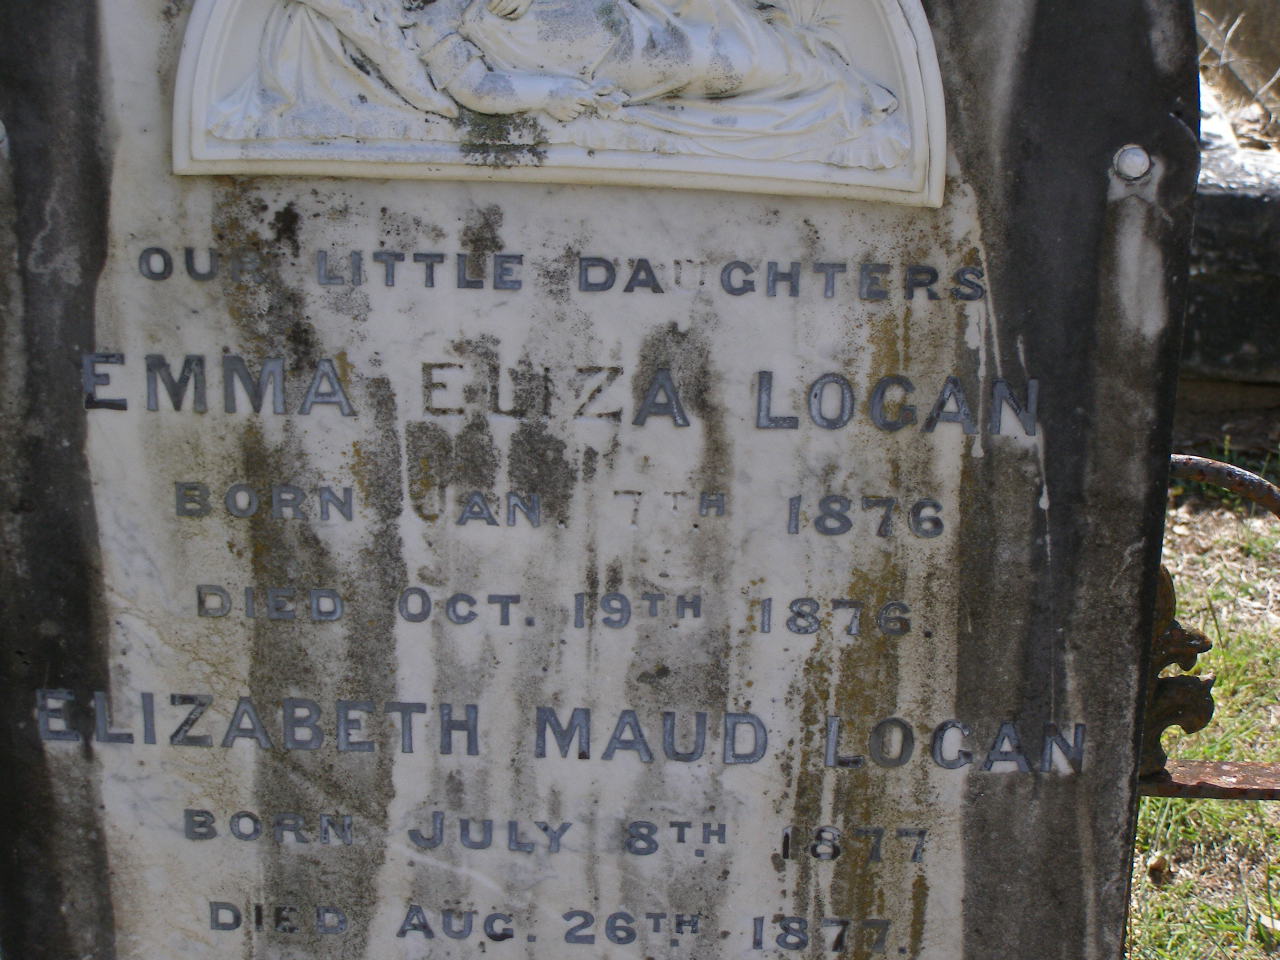 OUR LITTLE DAUGHTERS
EMMA ELIZA LOGAN
BORN JAN 7TH 1876
DIED OCT. 19TH 1876.
ELIZABETH MAUD LOGAN
BORN JULY 8TH. 1877
DIED AUG. 26TH. 1877.